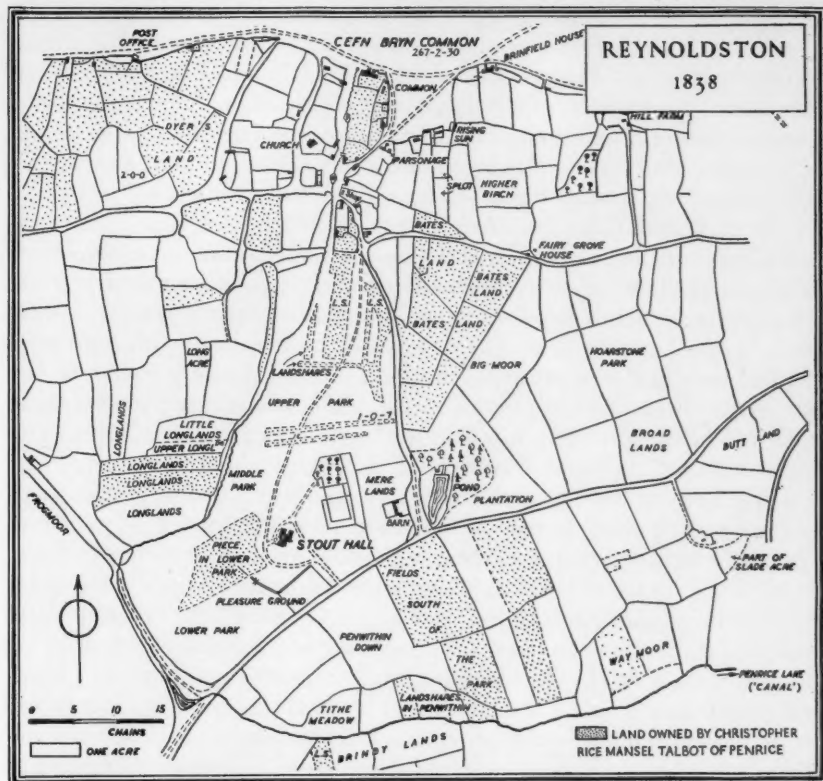 REYNOLDSTON
1838
POST
OFFICE
CEFN BRYN COMMON
267-2-30
BRINFIELD HOUSE
COMMON
HILL FARM
DYER'S
LAND
2-0-0
CHURCH
RISING
SUN
PARSONAGE
SPLOT
HIGHER
BIRCH
BATES
LAND
FAIRY GROVE
HOUSE
BATES
LAND
BATES LAND
L.S.
L.S.
LANDSHARES
BIG MOOR
HOARSTONE
PARK
LONG
ACRE
UPPER PARK
1-0-7
LONGLANDS
LITTLE
LONGLANDS
UPPER LONGL
LONGLANDS
LONGLANDS
LONGLANDS
MIDDLE
PARK
MERE
LANDS
BARN
POND
PLANTATION
BROAD
LANDS
BUTT LAND
FROGMOOR
STOUT HALL
PIECE
IN LOWER
PARK
PLEASURE GROUND
LOWER PARK
FIELDS
SOUTH
OF
THE
PARK
PART OF
SLADE ACRE
PENWITHIN
DOWN
WAY MOOR
PENRICE LANE
('CANAL')
TITHE
MEADOW
LANDSHARES
IN PENWITHIN
L.S.
BRINDY LANDS
0 5 10 15
CHAINS
ONE ACRE
LAND OWNED BY CHRISTOPHER
RICE MANSEL TALBOT OF PENRICE